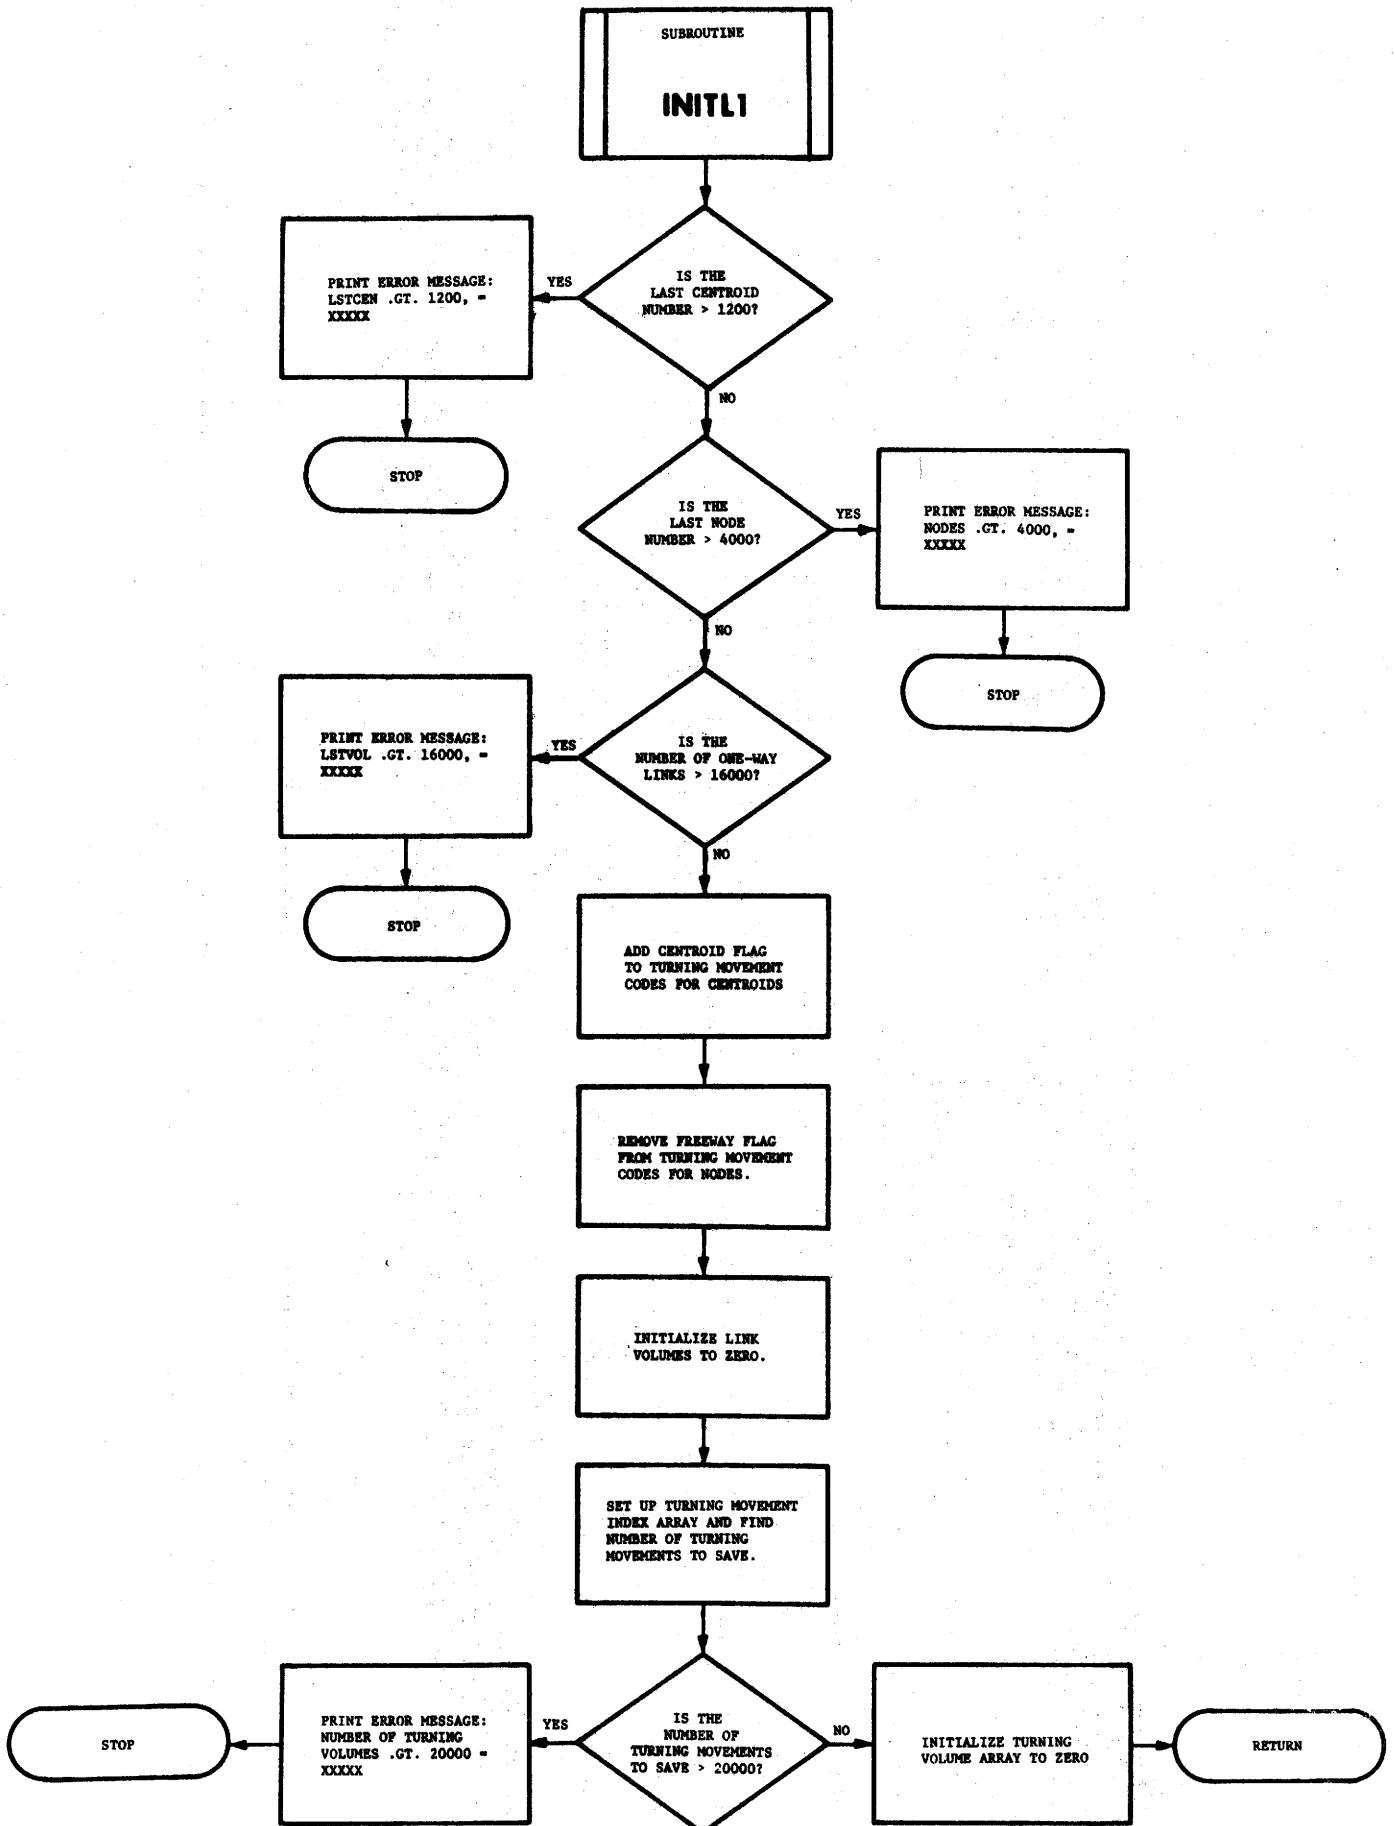 SUBROUTINE
INITL1
IS THE
LAST CENTROID
NUMBER > 1200?
YES
PRINT ERROR MESSAGE:
LSTCEN .GT. 1200, =
XXXXX
STOP
NO
IS THE
LAST NODE
NUMBER > 4000?
YES
PRINT ERROR MESSAGE:
NODES .GT. 4000, =
XXXXX
STOP
NO
IS THE
NUMBER OF ONE-WAY
LINKS > 16000?
YES
PRINT ERROR MESSAGE:
LSTVOL .GT. 16000, =
XXXXX
STOP
NO
ADD CENTROID FLAG
TO TURNING MOVEMENT
CODES FOR CENTROIDS
REMOVE FREEWAY FLAG
FROM TURNING MOVEMENT
CODES FOR NODES.
INITIALIZE LINK
VOLUMES TO ZERO.
SET UP TURNING MOVEMENT
INDEX ARRAY AND FIND
NUMBER OF TURNING
MOVEMENTS TO SAVE.
IS THE
NUMBER OF
TURNING MOVEMENTS
TO SAVE > 20000?
YES
PRINT ERROR MESSAGE:
NUMBER OF TURNING
VOLUMES .GT. 20000 =
XXXXX
STOP
NO
INITIALIZE TURNING
VOLUME ARRAY TO ZERO
RETURN